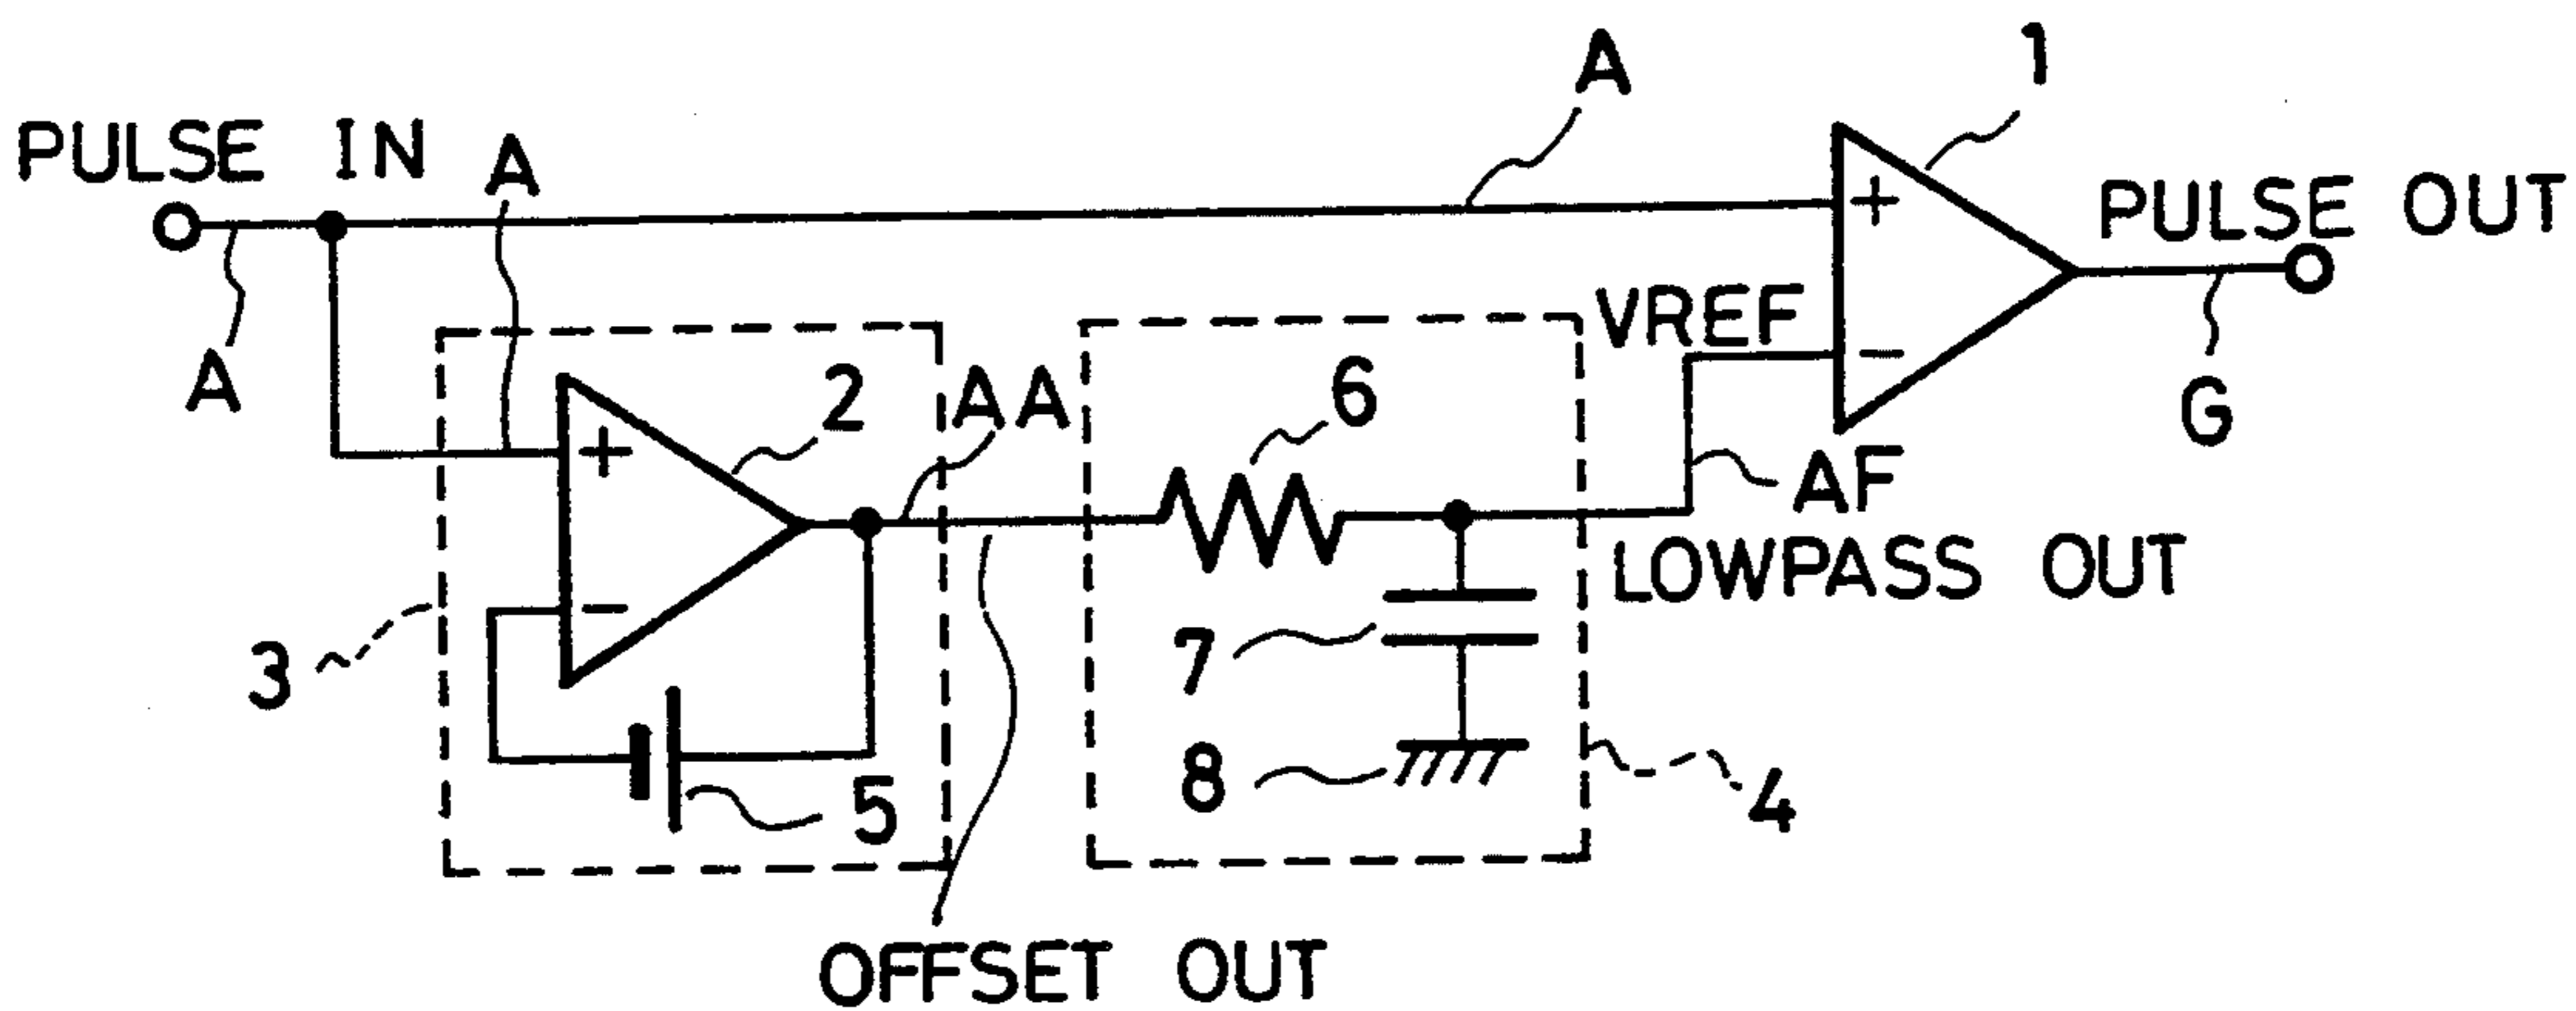 A
1
PULSE IN
A
PULSE OUT
+
A
VREF
2
AA
6
−
G
+
AF
LOWPASS OUT
−
3
7
8
5
4
OFFSET OUT